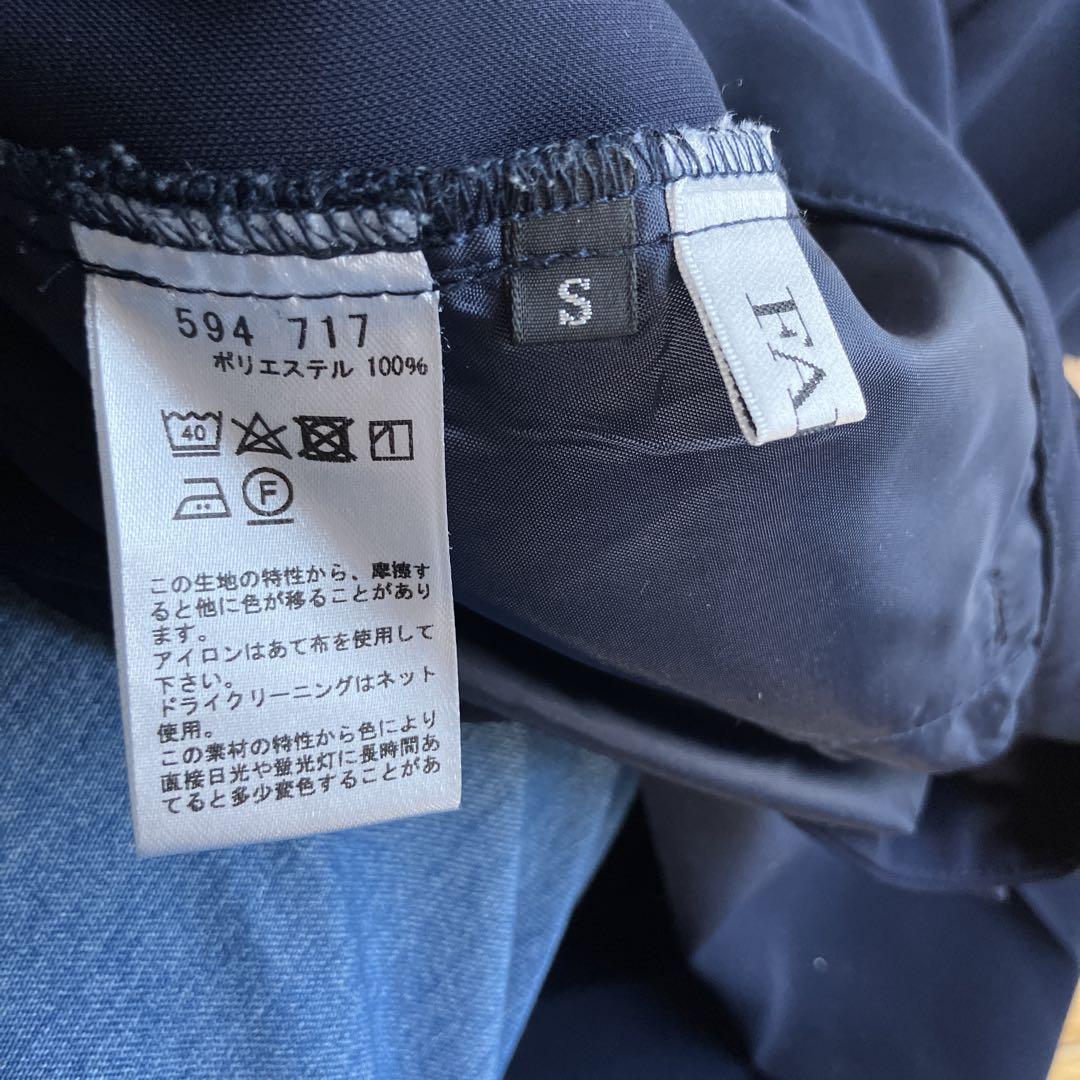 594 717
ポリエステル 100%
40
F
この生地の特性から、摩擦す
ると他に色が移ることがあり
ます。
アイロンはあて布を使用して
下さい。
ドライクリーニングはネット
使用。
この素材の特性から色により
直接日光や蛍光灯に長時間あ
てると多少変色することがあ
S
FA